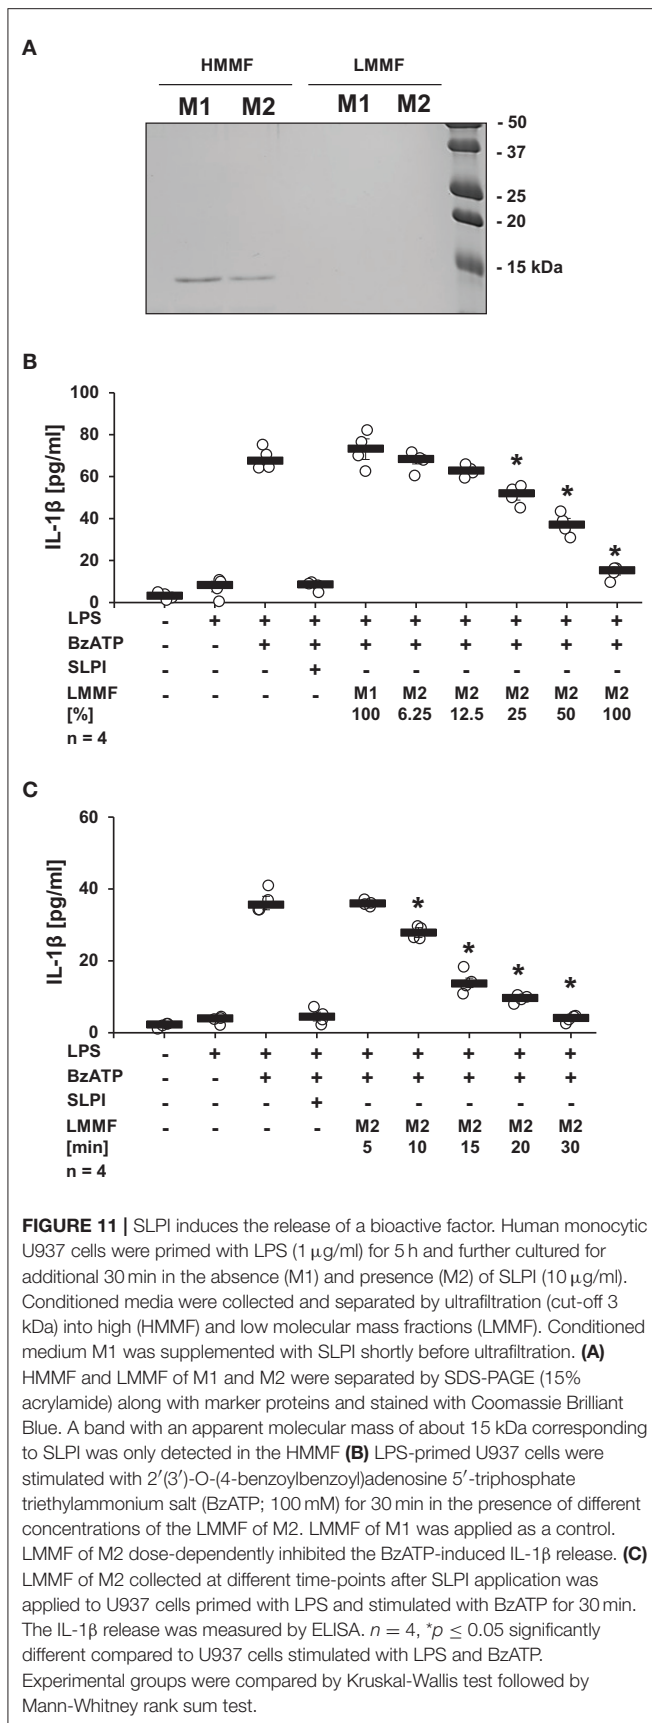 A
HMMF LMMF
M1 M2 M1 M2
- 50
- 37
- 25
- 20
- 15 kDa
B
100
80
60
40
20
0
IL-1β [pg/ml]
* * *
LPS - + + + + + + + + +
BzATP - - + + + + + + + +
SLPI - - - + - - - - - -
LMMF - - - - M1 M2 M2 M2 M2 M2
[%] 100 6.25 12.5 25 50 100
n = 4
C
60
40
20
0
IL-1β [pg/ml]
* * * *
LPS - + + + + + + + +
BzATP - - + + + + + + +
SLPI - - - + - - - - -
LMMF - - - - M2 M2 M2 M2 M2
[min] 5 10 15 20 30
n = 4
FIGURE 11 | SLPI induces the release of a bioactive factor. Human monocytic
U937 cells were primed with LPS (1 μg/ml) for 5 h and further cultured for
additional 30 min in the absence (M1) and presence (M2) of SLPI (10 μg/ml).
Conditioned media were collected and separated by ultrafiltration (cut-off 3
kDa) into high (HMMF) and low molecular mass fractions (LMMF). Conditioned
medium M1 was supplemented with SLPI shortly before ultrafiltration. (A)
HMMF and LMMF of M1 and M2 were separated by SDS-PAGE (15%
acrylamide) along with marker proteins and stained with Coomassie Brilliant
Blue. A band with an apparent molecular mass of about 15 kDa corresponding
to SLPI was only detected in the HMMF (B) LPS-primed U937 cells were
stimulated with 2′(3′)-O-(4-benzoylbenzoyl)adenosine 5′-triphosphate
triethylammonium salt (BzATP; 100 mM) for 30 min in the presence of different
concentrations of the LMMF of M2. LMMF of M1 was applied as a control.
LMMF of M2 dose-dependently inhibited the BzATP-induced IL-1β release. (C)
LMMF of M2 collected at different time-points after SLPI application was
applied to U937 cells primed with LPS and stimulated with BzATP for 30 min.
The IL-1β release was measured by ELISA. n = 4, *p ≤ 0.05 significantly
different compared to U937 cells stimulated with LPS and BzATP.
Experimental groups were compared by Kruskal-Wallis test followed by
Mann-Whitney rank sum test.